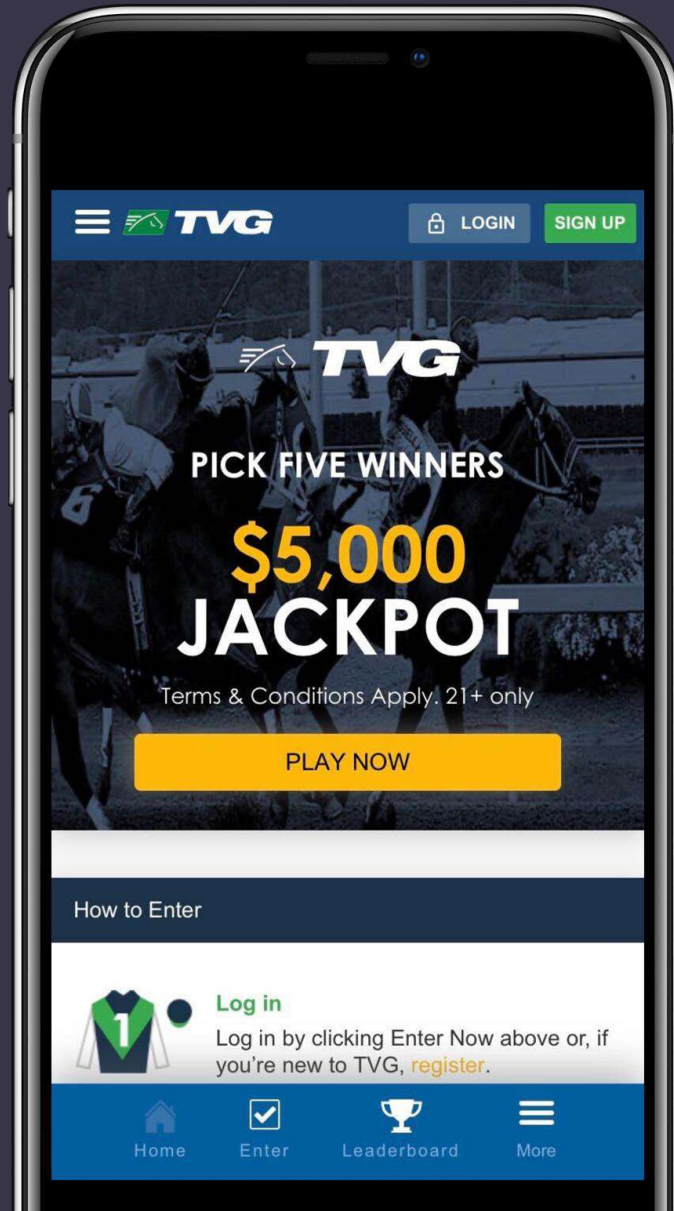 TVG
LOGIN
SIGN UP
TVG
PICK FIVE WINNERS
$5,000
JACKPOT
Terms & Conditions Apply. 21+ only
PLAY NOW
How to Enter
1
Log in
Log in by clicking Enter Now above or, if
you're new to TVG, register.
Home
Enter
Leaderboard
More
6